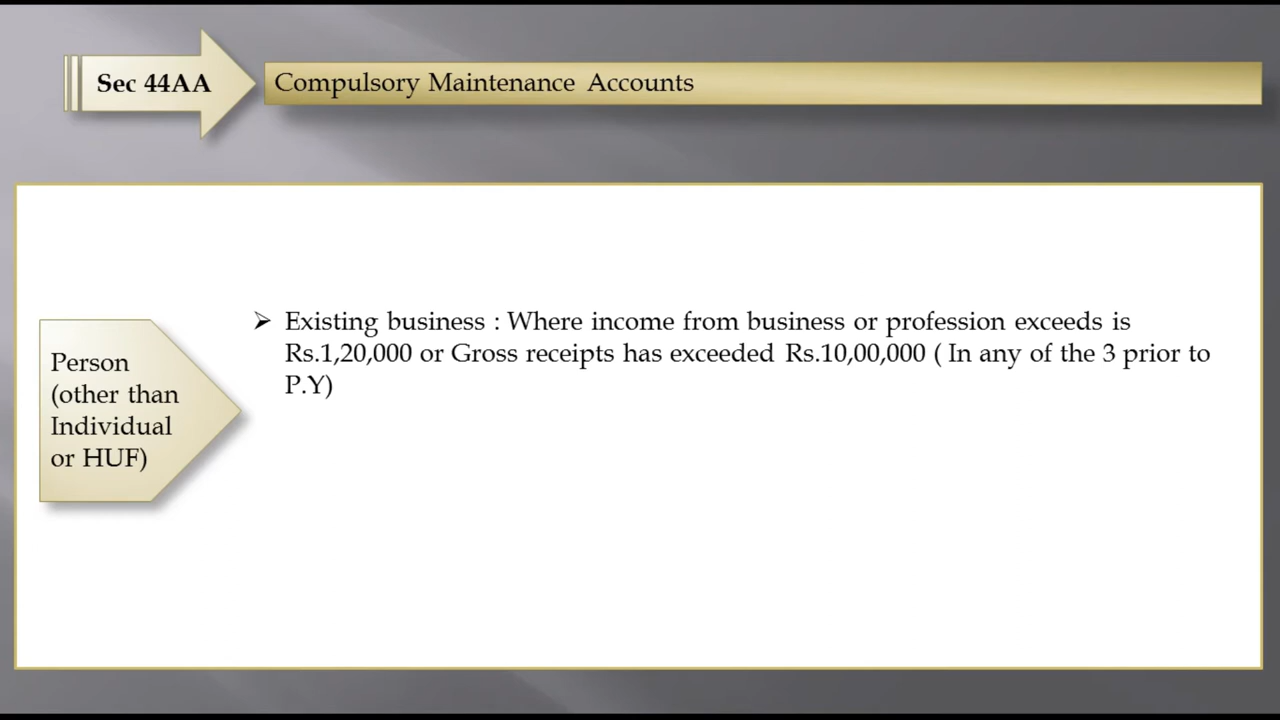 Sec 44AA
Compulsory Maintenance Accounts
Person
(other than
Individual
or HUF)
➢ Existing business : Where income from business or profession exceeds is
Rs.1,20,000 or Gross receipts has exceeded Rs.10,00,000 ( In any of the 3 prior to
P.Y)